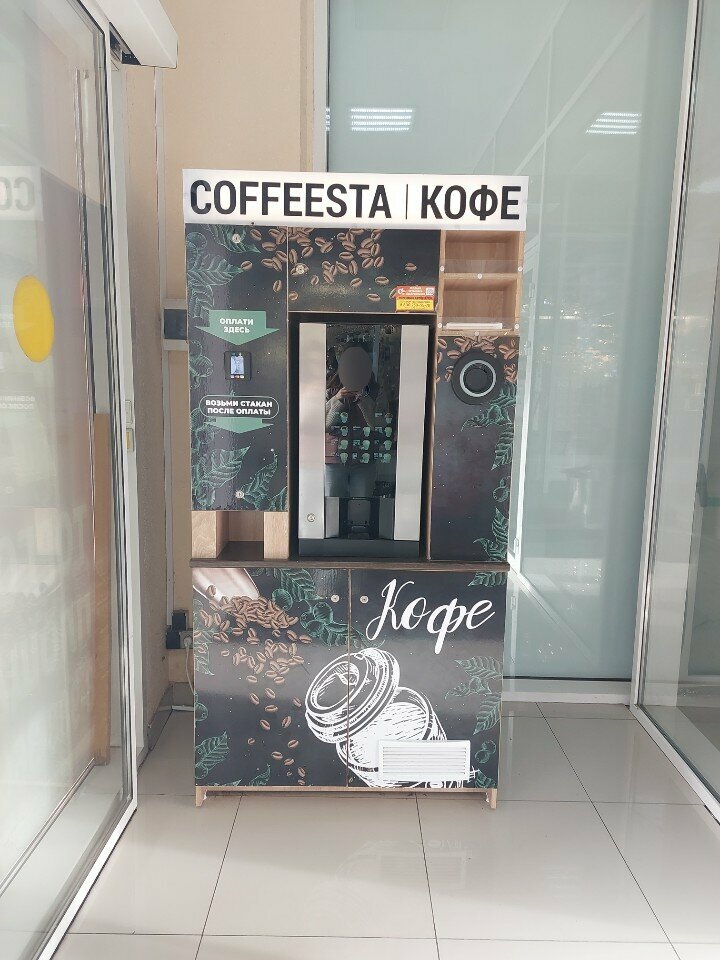 COFFEESTA | КОФЕ
ОПЛАТИ
ЗДЕСЬ
ВОЗЬМИ СТАКАН
ПОСЛЕ ОПЛАТЫ
Кофе